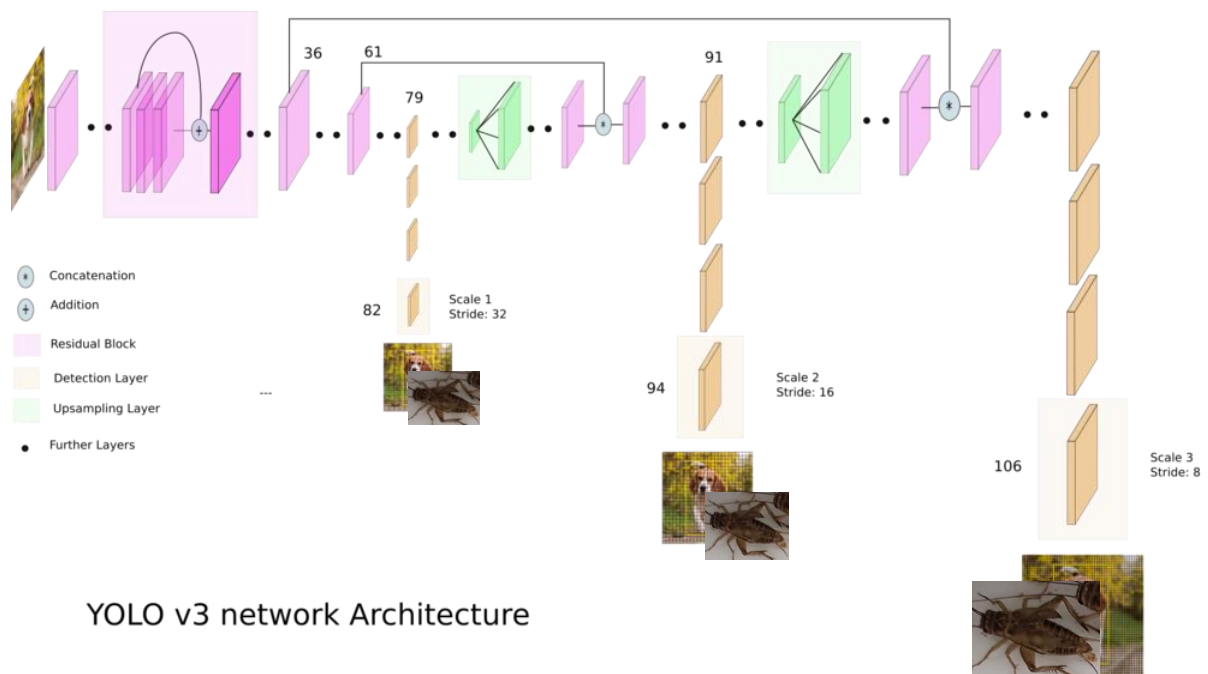 36
61
91
79
*
*
+
* Concatenation
+ Addition
Residual Block
Detection Layer
Upsampling Layer
Further Layers
---
82
Scale 1
Stride: 32
94
Scale 2
Stride: 16
106
Scale 3
Stride: 8
YOLO v3 network Architecture